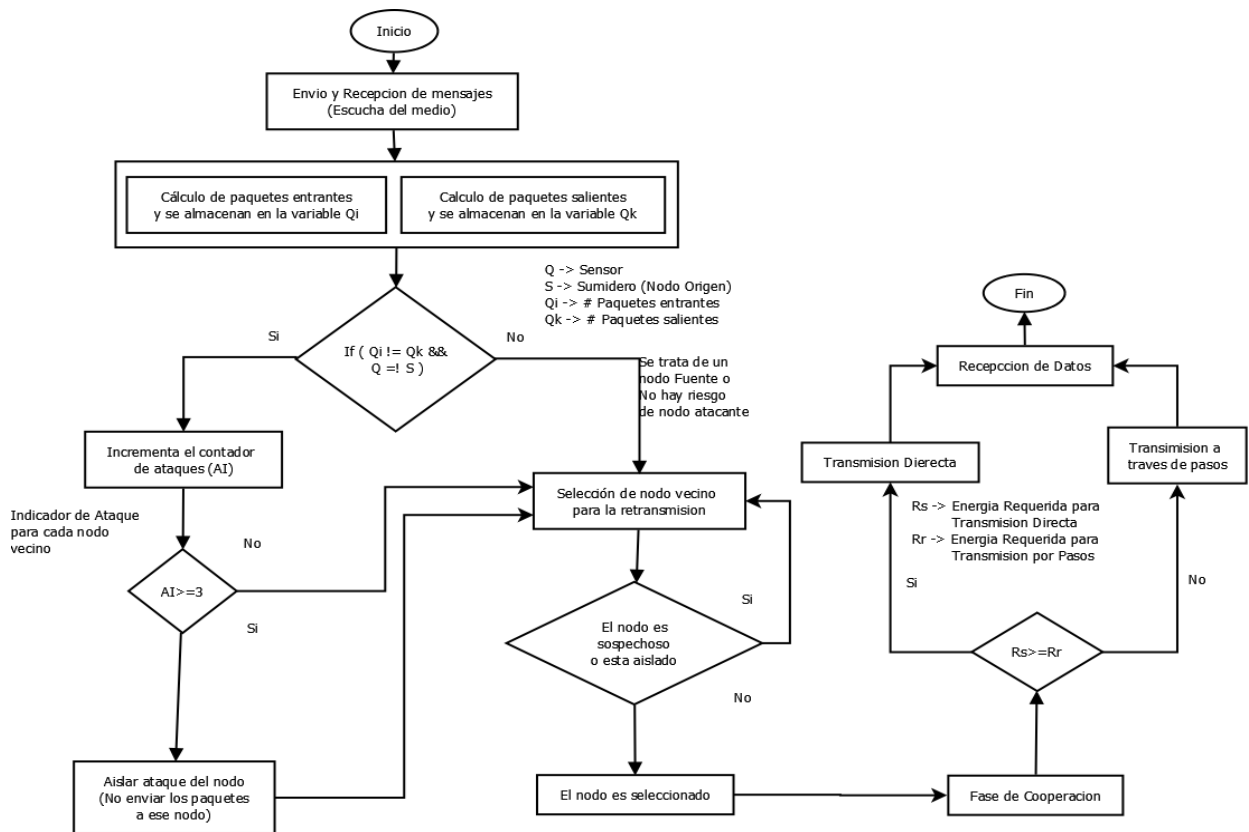 Inicio
Envio y Recepcion de mensajes
(Escucha del medio)
Cálculo de paquetes entrantes
y se almacenan en la variable Qi
Calculo de paquetes salientes
y se almacenan en la variable Qk
Q -> Sensor
S -> Sumidero (Nodo Origen)
Qi -> # Paquetes entrantes
Qk -> # Paquetes salientes
Si
If ( Qi != Qk &&
Q =! S )
No
Se trata de un
nodo Fuente o
No hay riesgo
de nodo atacante
Incrementa el contador
de ataques (AI)
Indicador de Ataque
para cada nodo
vecino
No
AI>=3
Si
Aislar ataque del nodo
(No enviar los paquetes
a ese nodo)
Selección de nodo vecino
para la retransmision
Si
El nodo es
sospechoso
o esta aislado
No
El nodo es seleccionado
Fase de Cooperacion
Rs>=Rr
Si
No
Rs -> Energia Requerida para
Transmision Directa
Rr -> Energia Requerida para
Transmision por Pasos
Transmision Dierecta
Transimision a
traves de pasos
Recepccion de Datos
Fin